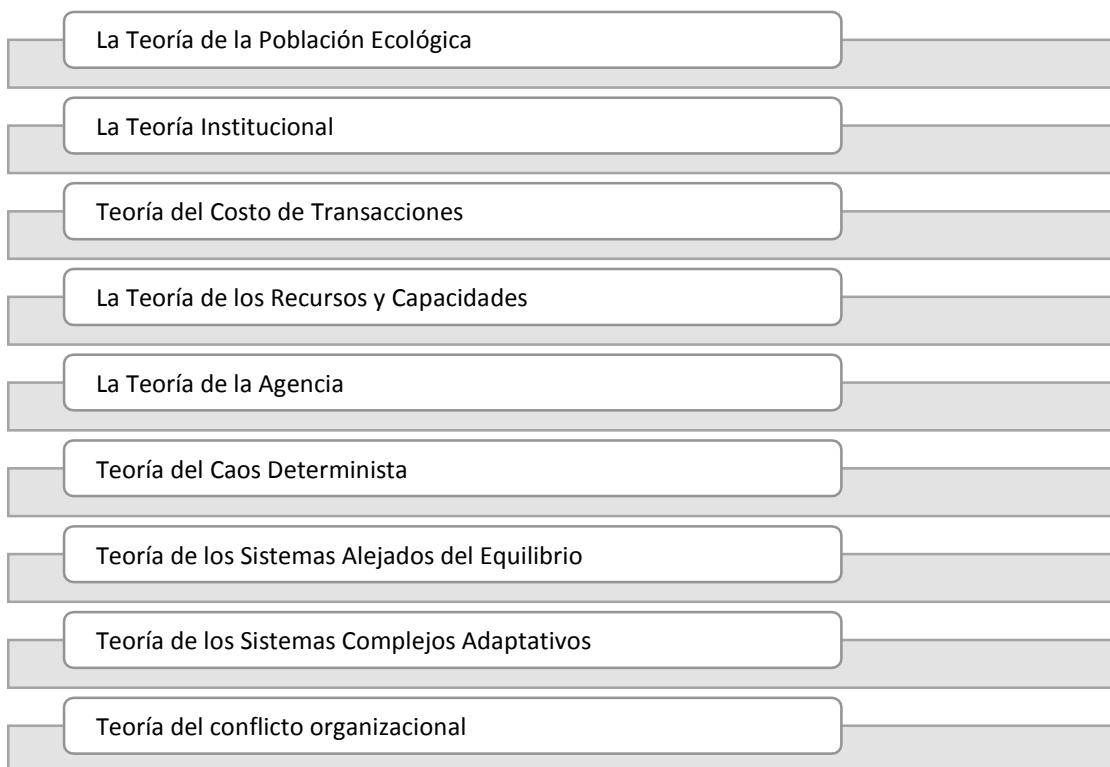 La Teoría de la Población Ecológica
La Teoría Institucional
Teoría del Costo de Transacciones
La Teoría de los Recursos y Capacidades
La Teoría de la Agencia
Teoría del Caos Determinista
Teoría de los Sistemas Alejados del Equilibrio
Teoría de los Sistemas Complejos Adaptativos
Teoría del conflicto organizacional